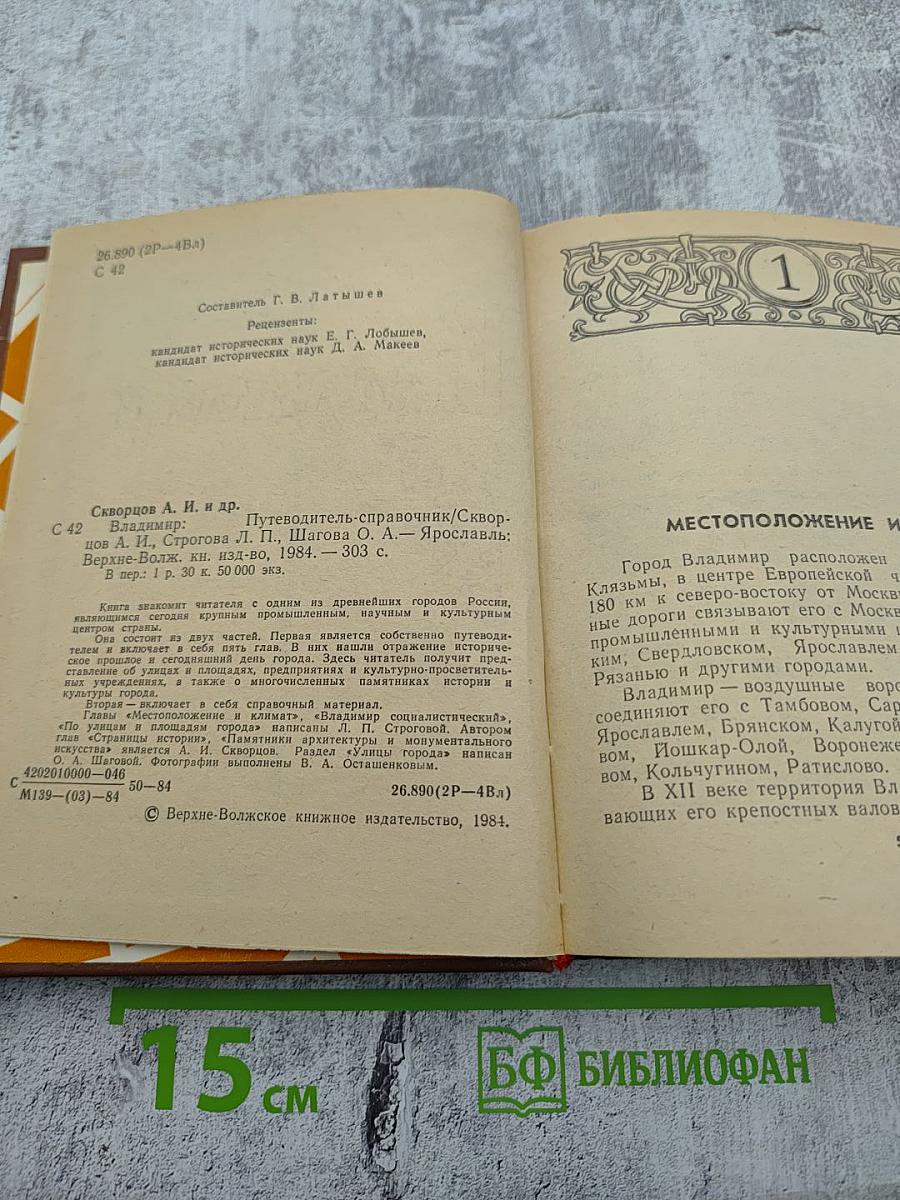 26.890 (2Р—4Вл)
С 42
Составитель Г. В. Латышев
Рецензенты:
кандидат исторических наук Е. Г. Лобышев,
кандидат исторических наук Д. А. Макеев
Скворцов А. И. и др.
С 42 Владимир: Путеводитель-справочник/Сквор-
цов А. И., Строгова Л. П., Шагова О. А.— Ярославль:
Верхне-Волж. кн. изд-во, 1984. — 303 с.
В пер.: 1 р. 30 к. 50 000 экз.
Книга знакомит читателя с одним из древнейших городов России,
являющимся сегодня крупным промышленным, научным и культурным
центром страны.
Она состоит из двух частей. Первая является собственно путеводи-
телем и включает в себя пять глав. В них нашли отражение историче-
ское прошлое и сегодняшний день города. Здесь читатель получит пред-
ставление об улицах и площадях, предприятиях и культурно-просветитель-
ных учреждениях, а также о многочисленных памятниках истории и
культуры города.
Вторая — включает в себя справочный материал.
Главы «Местоположение и климат», «Владимир социалистический»,
«По улицам и площадям города» написаны Л. П. Строговой. Автором
глав «Страницы истории», «Памятники архитектуры и монументального
искусства» является А. И. Скворцов. Раздел «Улицы города» написан
О. А. Шаговой. Фотографии выполнены В. А. Осташенковым.
С 4202010000—046 50—84
М139—(03)—84
26.890(2Р—4Вл)
© Верхне-Волжское книжное издательство, 1984.
1
МЕСТОПОЛОЖЕНИЕ И
Город Владимир расположен
Клязьмы, в центре Европейской ч
180 км к северо-востоку от Москв
ные дороги связывают его с Москв
промышленными и культурными ц
ким, Свердловском, Ярославлем
Рязанью и другими городами.
Владимир — воздушные воро
соединяют его с Тамбовом, Сар
Ярославлем, Брянском, Калугой
вом, Йошкар-Олой, Воронеже
вом, Кольчугином, Ратислово.
В XII веке территория Вл
вающих его крепостных валов
15 см
БФ БИБЛИОФАН